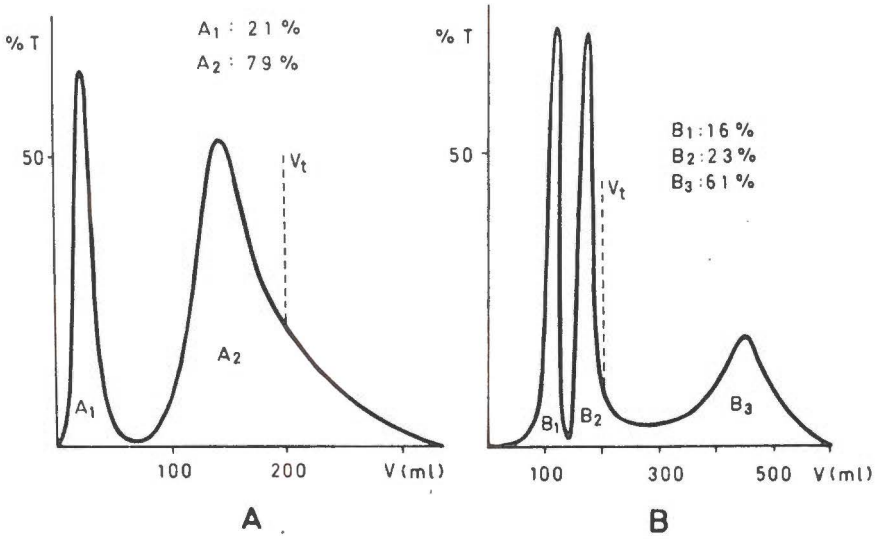 % T
A₁ : 21 %
A₂ : 79 %
50
Vt
A₁
A₂
100
200
V (ml)
A
% T
B₁ : 16 %
B₂ : 23 %
B₃ : 61 %
50
Vt
B₁
B₂
B₃
100
300
500
V (ml)
B